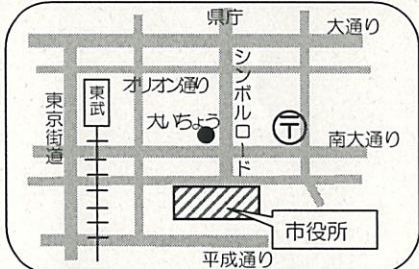 県庁
大通り
オリオン通り
シンボルロード
東武
東京街道
大いちょう
〒
南大通り
市役所
平成通り